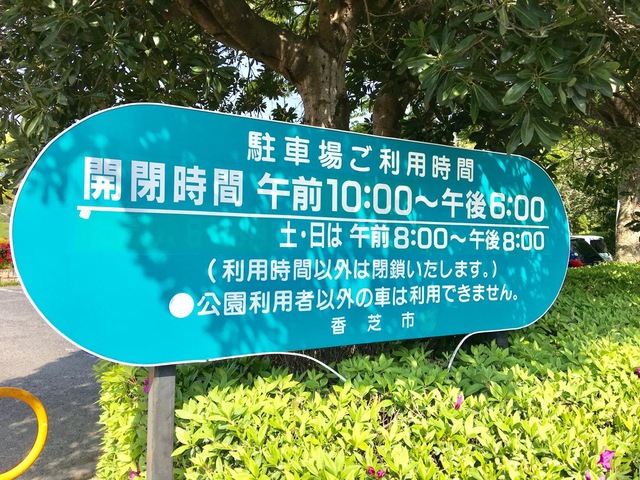 駐車場ご利用時間
開閉時間 午前10:00～午後6:00
土・日は 午前8:00～午後8:00
（利用時間以外は閉鎖いたします。）
●公園利用者以外の車は利用できません。
香芝市